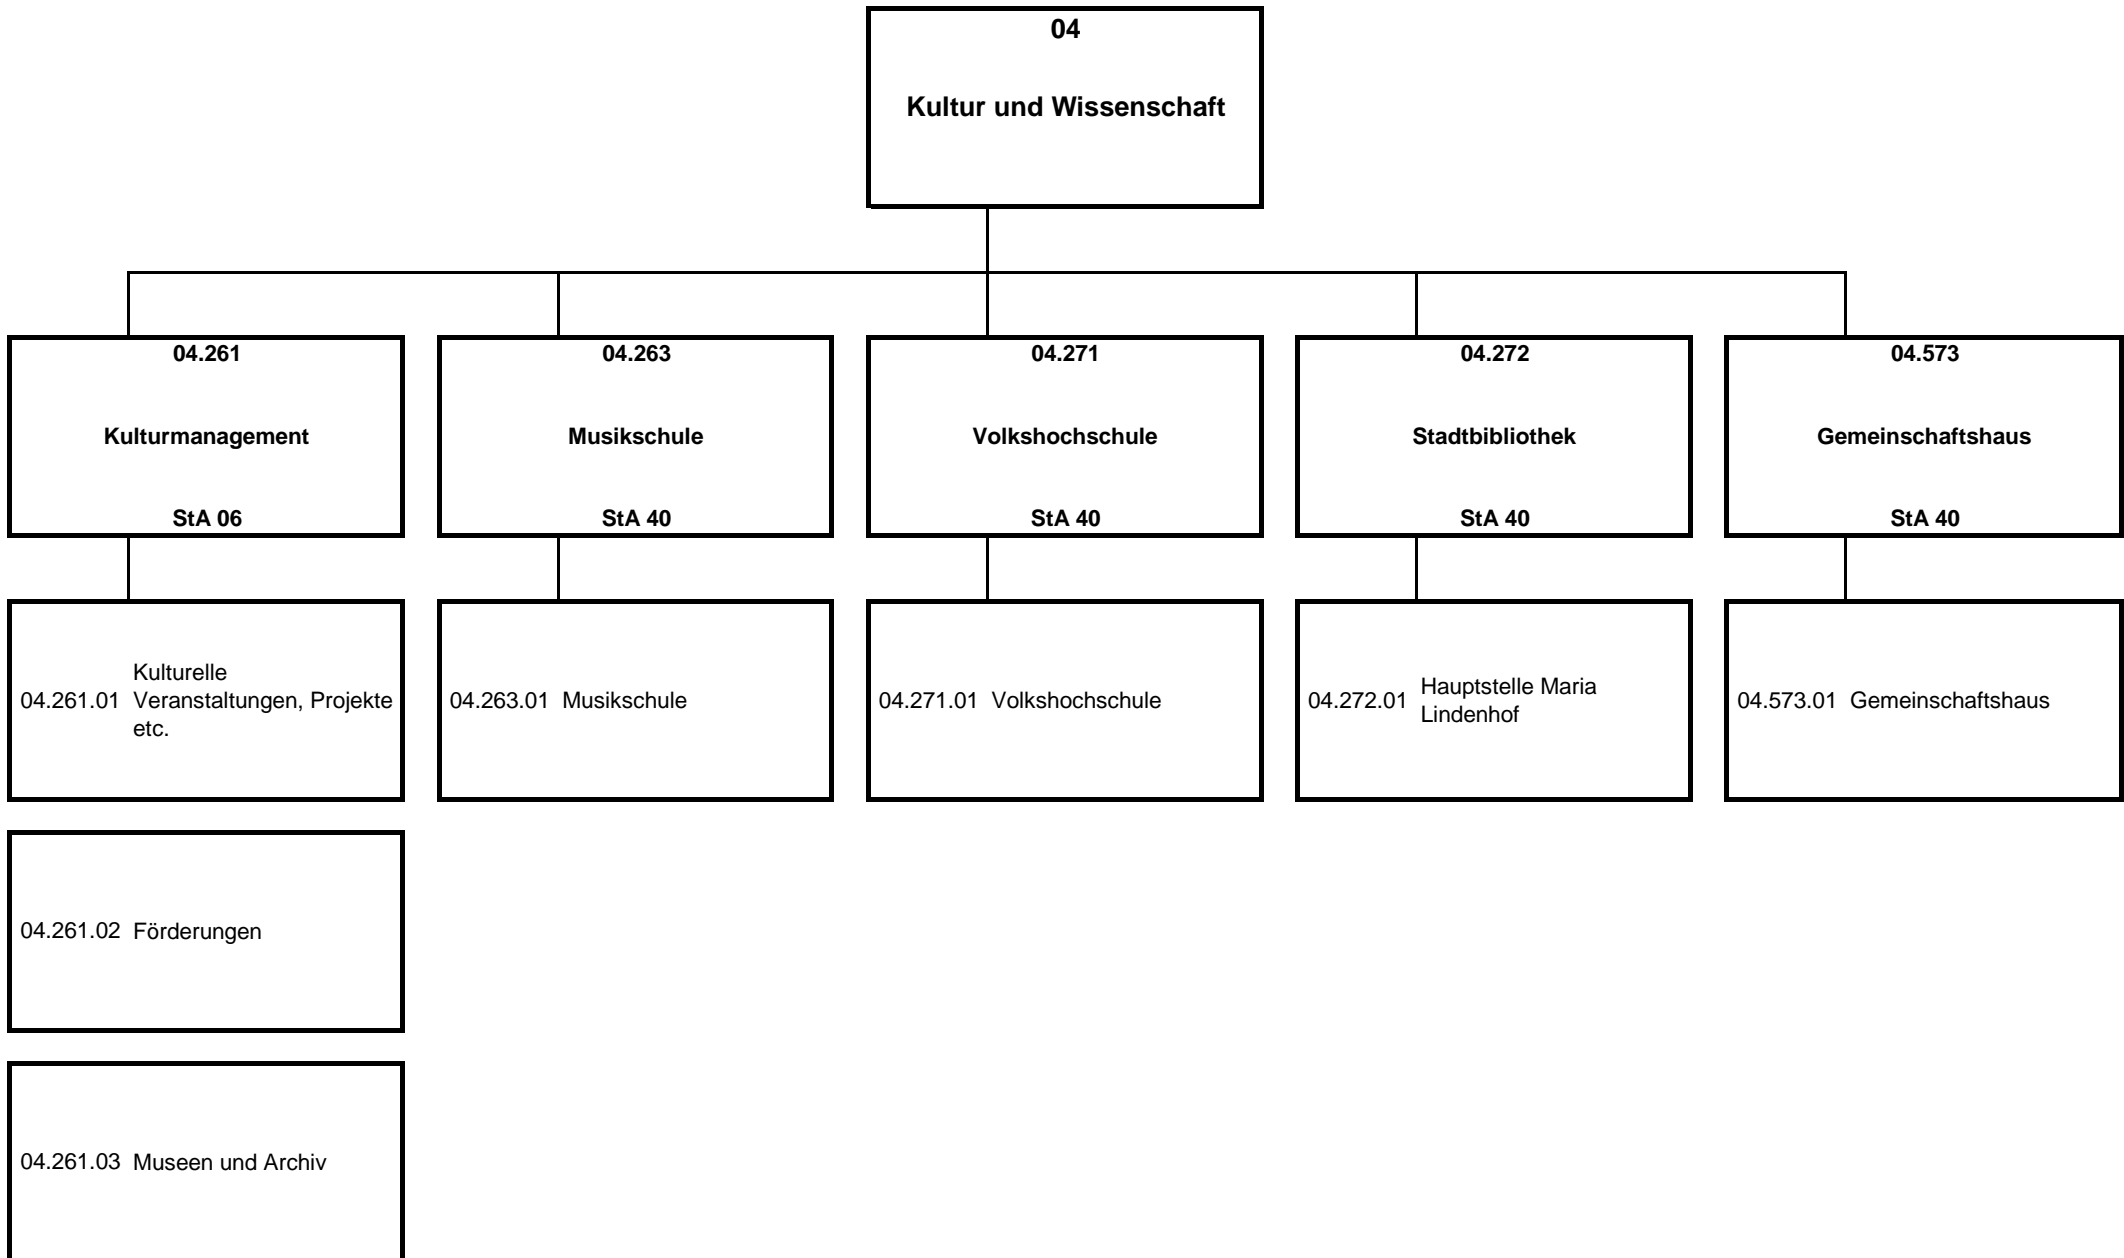 04
Kultur und Wissenschaft
04.261
Kulturmanagement
StA 06
04.263
Musikschule
StA 40
04.271
Volkshochschule
StA 40
04.272
Stadtbibliothek
StA 40
04.573
Gemeinschaftshaus
StA 40
04.261.01 Kulturelle
Veranstaltungen, Projekte
etc.
04.263.01 Musikschule
04.271.01 Volkshochschule
04.272.01 Hauptstelle Maria
Lindenhof
04.573.01 Gemeinschaftshaus
04.261.02 Förderungen
04.261.03 Museen und Archiv